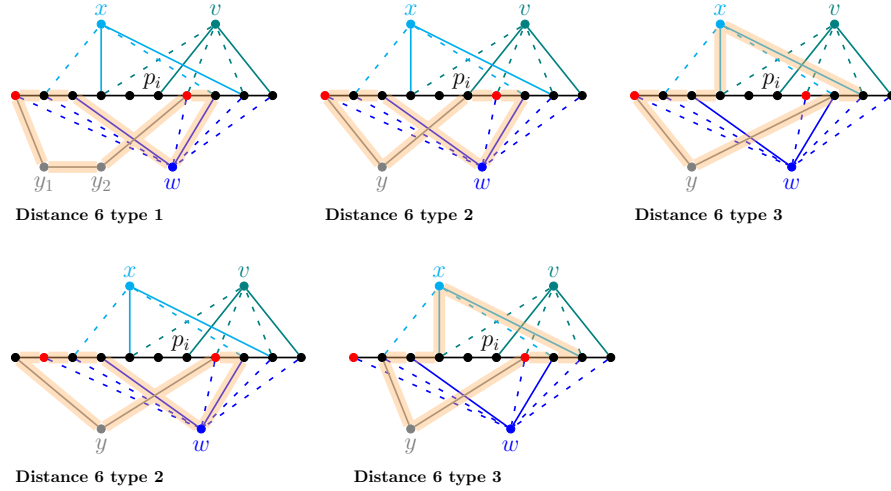 x v x v x v
p_i p_i p_i
y_1 y_2 w y w y w
Distance 6 type 1 Distance 6 type 2 Distance 6 type 3
x v x v
p_i p_i
y w y w
Distance 6 type 2 Distance 6 type 3